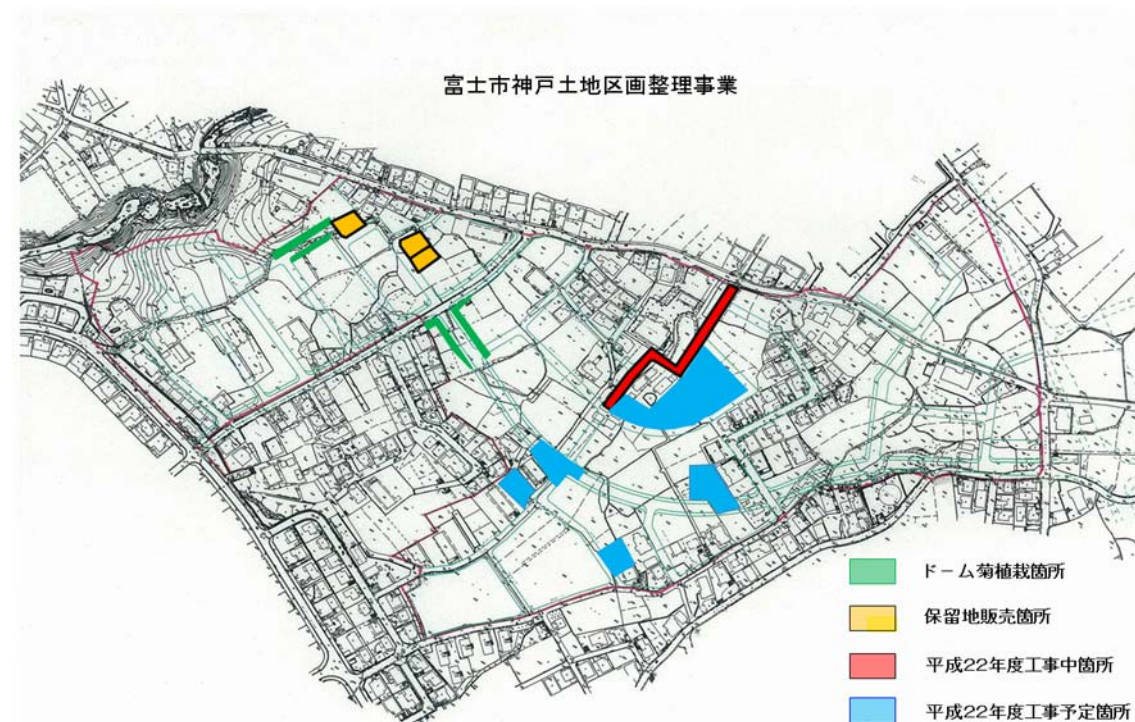 富士市神戸土地区画整理事業
ドーム菊植栽箇所
保留地販売箇所
平成22年度工事中箇所
平成22年度工事予定箇所